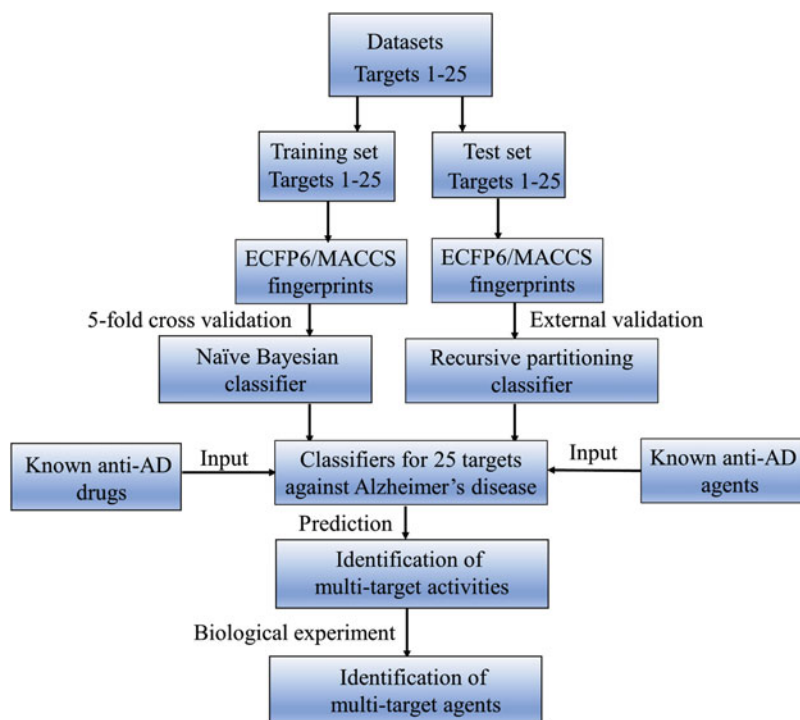 Datasets
Targets 1-25
Training set
Targets 1-25
Test set
Targets 1-25
ECFP6/MACCS
fingerprints
ECFP6/MACCS
fingerprints
5-fold cross validation
External validation
Naïve Bayesian
classifier
Recursive partitioning
classifier
Known anti-AD
drugs
Input
Classifiers for 25 targets
against Alzheimer’s disease
Input
Known anti-AD
agents
Prediction
Identification of
multi-target activities
Biological experiment
Identification of
multi-target agents